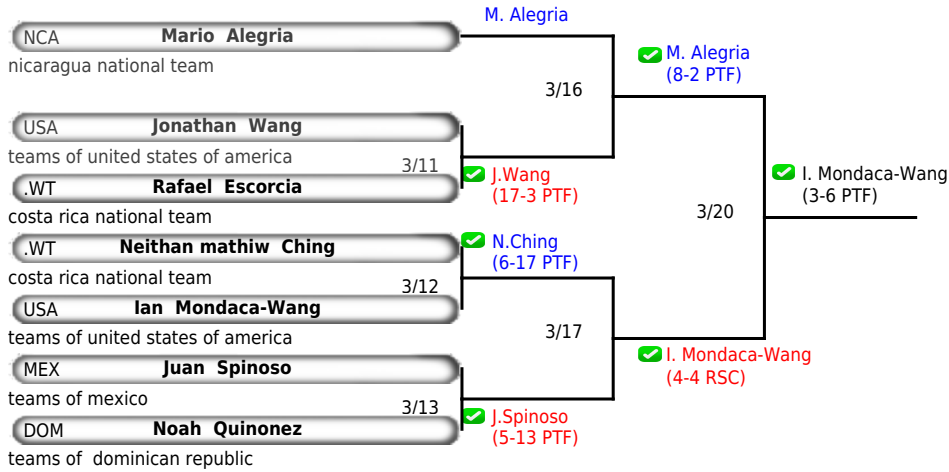 M. Alegria
NCA Mario Alegria
nicaragua national team
M. Alegria
(8-2 PTF)
3/16
USA Jonathan Wang
teams of united states of america
3/11
J.Wang
(17-3 PTF)
.WT Rafael Escorcia
costa rica national team
I. Mondaca-Wang
(3-6 PTF)
3/20
.WT Neithan mathiw Ching
costa rica national team
N.Ching
(6-17 PTF)
3/12
USA Ian Mondaca-Wang
teams of united states of america
3/17
I. Mondaca-Wang
(4-4 RSC)
MEX Juan Spinoso
teams of mexico
3/13
J.Spinoso
(5-13 PTF)
DOM Noah Quinonez
teams of dominican republic